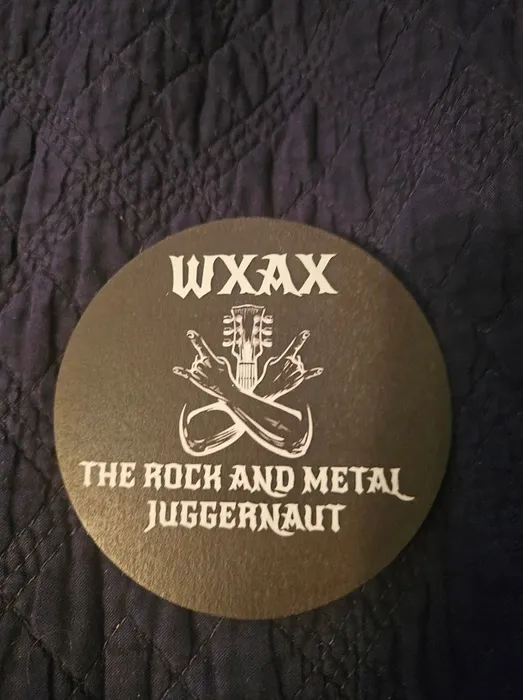 WXAX
THE ROCK AND METAL
JUGGERNAUT